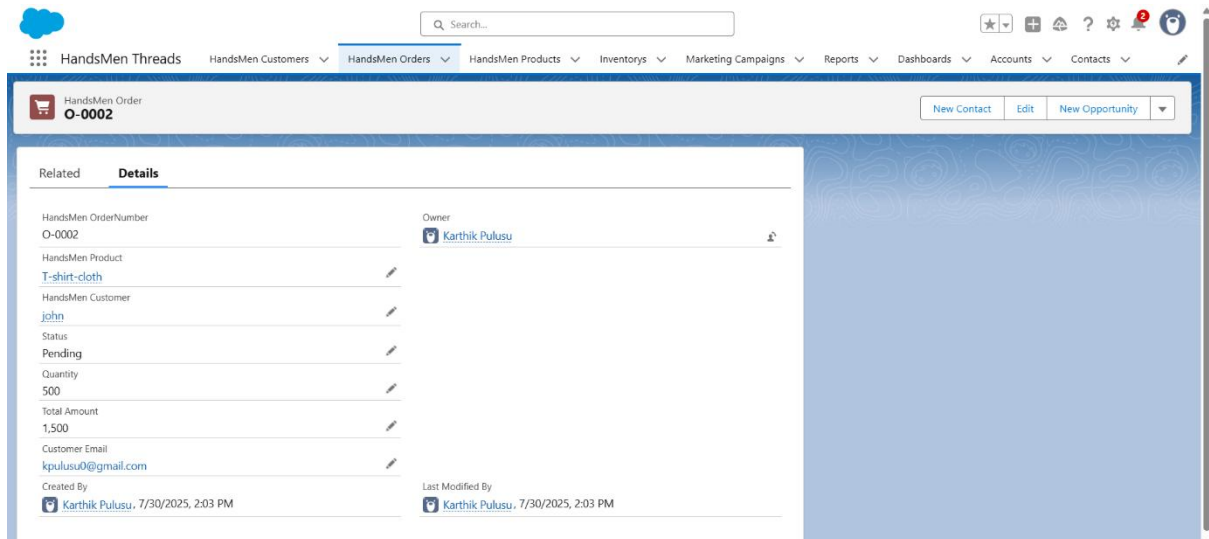 Search...
2
HandsMen Threads HandsMen Customers HandsMen Orders HandsMen Products Inventorys Marketing Campaigns Reports Dashboards Accounts Contacts
HandsMen Order
O-0002
New Contact Edit New Opportunity
Related Details
HandsMen OrderNumber
O-0002
Owner
Karthik Pulusu
HandsMen Product
T-shirt-cloth
HandsMen Customer
john
Status
Pending
Quantity
500
Total Amount
1,500
Customer Email
kpulusu0@gmail.com
Created By
Karthik Pulusu, 7/30/2025, 2:03 PM
Last Modified By
Karthik Pulusu, 7/30/2025, 2:03 PM